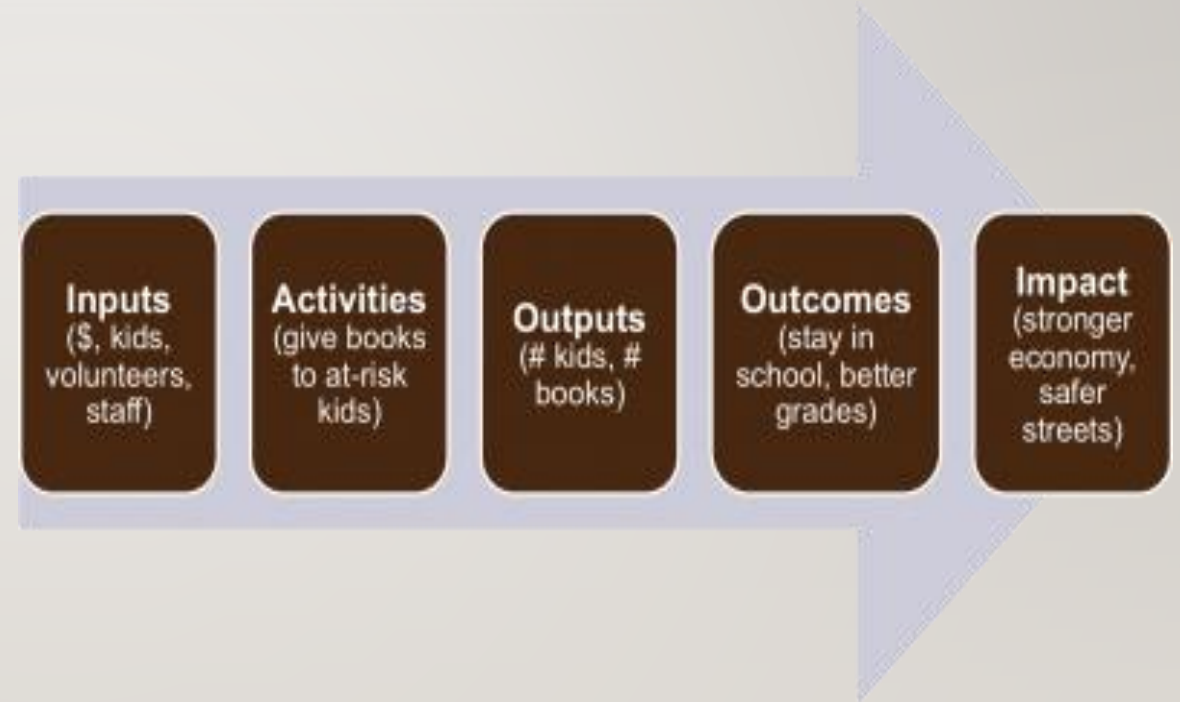 Inputs
($, kids,
volunteers,
staff)
Activities
(give books
to at-risk
kids)
Outputs
(# kids, #
books)
Outcomes
(stay in
school, better
grades)
Impact
(stronger
economy,
safer
streets)